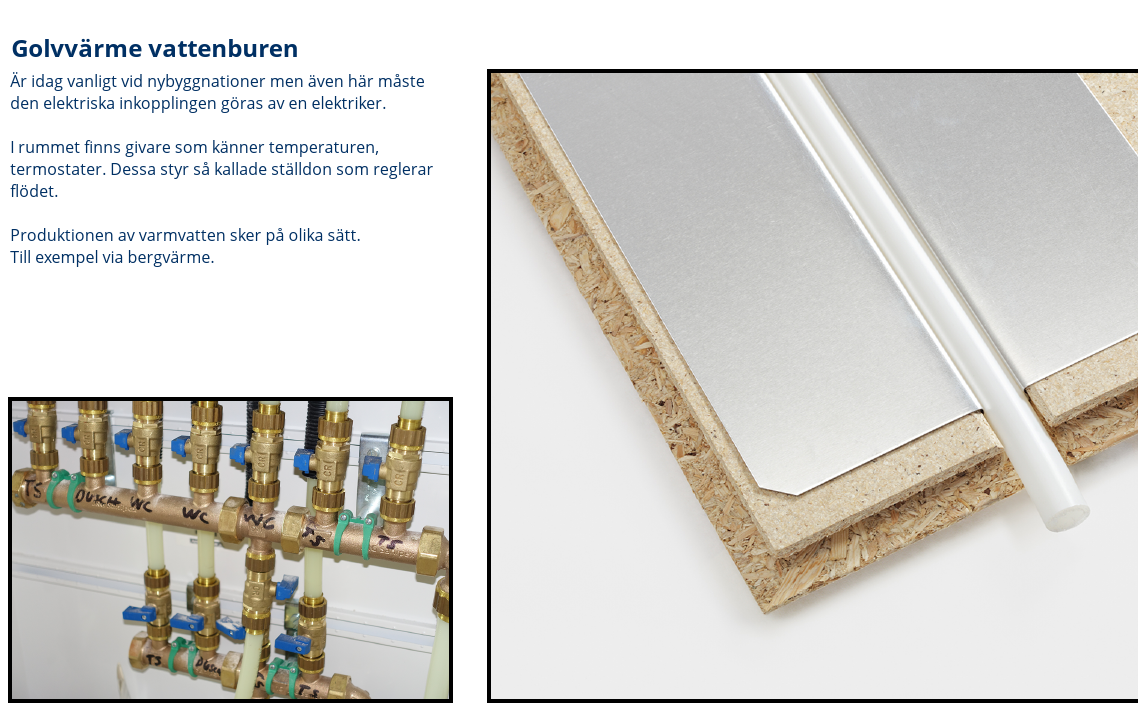 Golvvärme vattenburen
Är idag vanligt vid nybyggnationer men även här måste
den elektriska inkopplingen göras av en elektriker.
I rummet finns givare som känner temperaturen,
termostater. Dessa styr så kallade ställdon som reglerar
flödet.
Produktionen av varmvatten sker på olika sätt.
Till exempel via bergvärme.
TS
DUSCH
WC
WC
WC
TS
TS
TS
DUSCH
TS